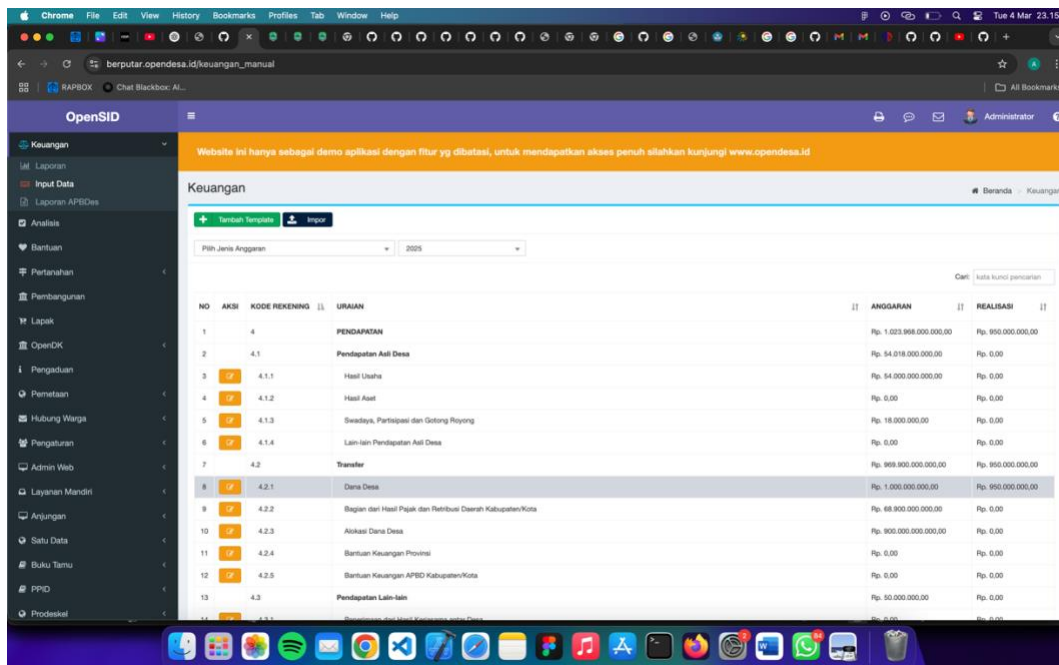 Chrome File Edit View History Bookmarks Profiles Tab Window Help
Tue 4 Mar 23.15
berputar.opendesa.id/keuangan_manual
RAPBOX Chat Blackbox: AI... All Bookmarks
OpenSID Administrator
Keuangan
Website ini hanya sebagai demo aplikasi dengan fitur yg dibatasi, untuk mendapatkan akses penuh silahkan kunjungi www.opendesa.id
Laporan
Input Data
Laporan APBDes
Analisis
Bantuan
Pertanahan
Pembangunan
Lapak
OpenDK
Pengaduan
Pemetaan
Hubung Warga
Pengaturan
Admin Web
Layanan Mandiri
Anjungan
Satu Data
Buku Tamu
PPID
Prodeskel
Keuangan Beranda > Keuangan
Tambah Template Impor
Pilih Jenis Anggaran 2025
Cari: kata kunci pencarian
NO AKSI KODE REKENING URAIAN ANGGARAN REALISASI
1 4 PENDAPATAN Rp. 1.023.968.000.000,00 Rp. 950.000.000,00
2 4.1 Pendapatan Asli Desa Rp. 54.018.000.000,00 Rp. 0,00
3 4.1.1 Hasil Usaha Rp. 54.000.000.000,00 Rp. 0,00
4 4.1.2 Hasil Aset Rp. 0,00 Rp. 0,00
5 4.1.3 Swadaya, Partisipasi dan Gotong Royong Rp. 18.000.000,00 Rp. 0,00
6 4.1.4 Lain-lain Pendapatan Asli Desa Rp. 0,00 Rp. 0,00
7 4.2 Transfer Rp. 969.900.000.000,00 Rp. 950.000.000,00
8 4.2.1 Dana Desa Rp. 1.000.000.000,00 Rp. 950.000.000,00
9 4.2.2 Bagian dari Hasil Pajak dan Retribusi Daerah Kabupaten/Kota Rp. 68.900.000.000,00 Rp. 0,00
10 4.2.3 Alokasi Dana Desa Rp. 900.000.000.000,00 Rp. 0,00
11 4.2.4 Bantuan Keuangan Provinsi Rp. 0,00 Rp. 0,00
12 4.2.5 Bantuan Keuangan APBD Kabupaten/Kota Rp. 0,00 Rp. 0,00
13 4.3 Pendapatan Lain-lain Rp. 50.000.000,00 Rp. 0,00